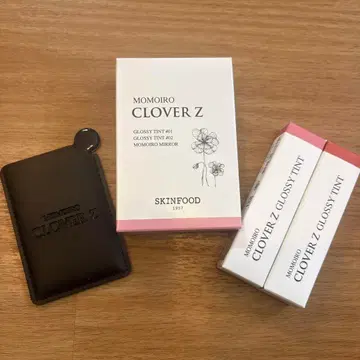 MOMOIRO
CLOVER Z
GLOSSY TINT #01
GLOSSY TINT #02
MOMOIRO MIRROR
SKINFOOD
1957
MOMOIRO
CLOVER Z
MOMOIRO
CLOVER Z GLOSSY TINT
MOMOIRO
CLOVER Z GLOSSY TINT